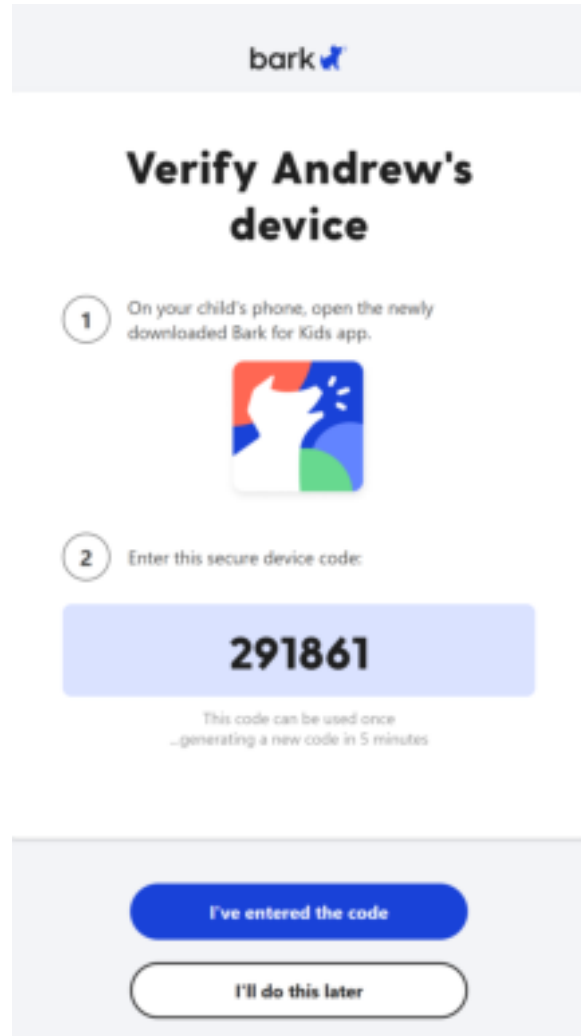 bark
Verify Andrew's
device
1
On your child's phone, open the newly
downloaded Bark for Kids app.
2
Enter this secure device code:
291861
This code can be used once
...generating a new code in 5 minutes
I've entered the code
I'll do this later